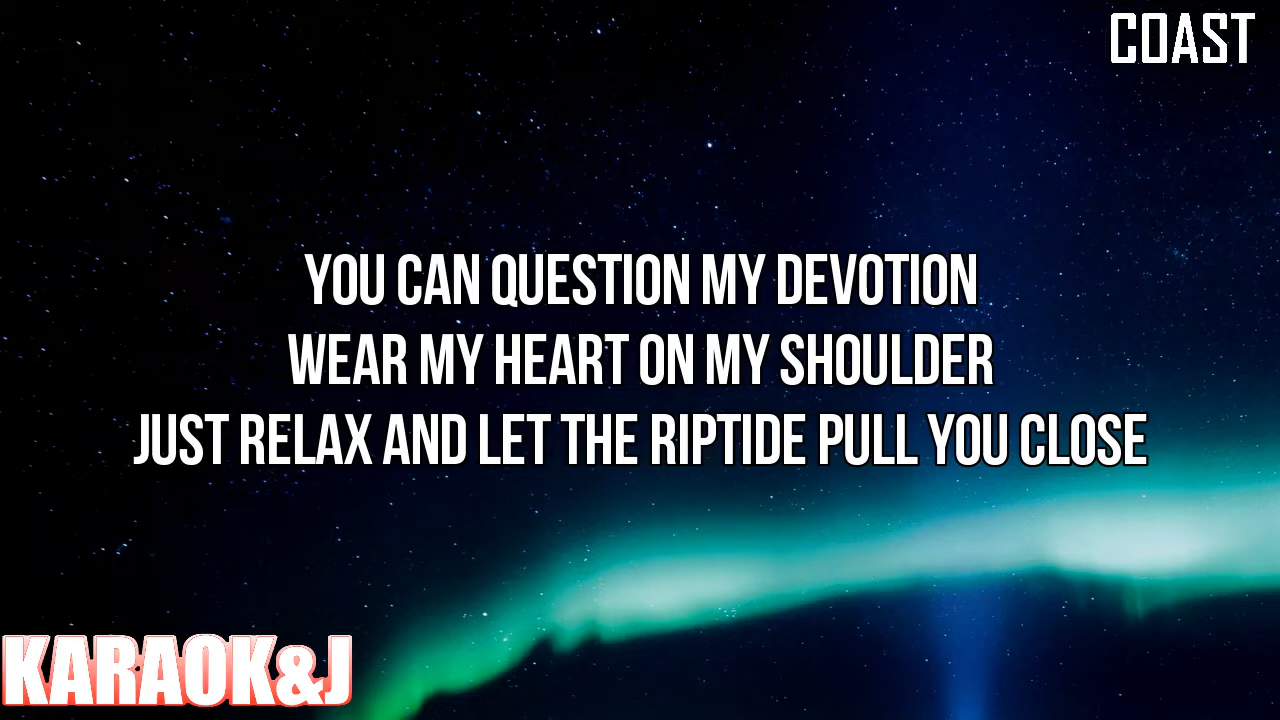 COAST
YOU CAN QUESTION MY DEVOTION
WEAR MY HEART ON MY SHOULDER
JUST RELAX AND LET THE RIPTIDE PULL YOU CLOSE
KARAOK&J